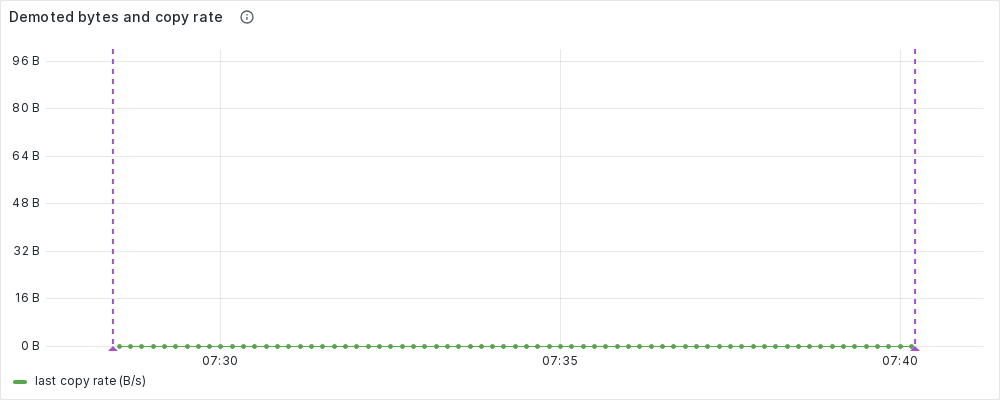 Demoted bytes and copy rate
96 B
80 B
64 B
48 B
32 B
16 B
0 B
07:30 07:35 07:40
last copy rate (B/s)